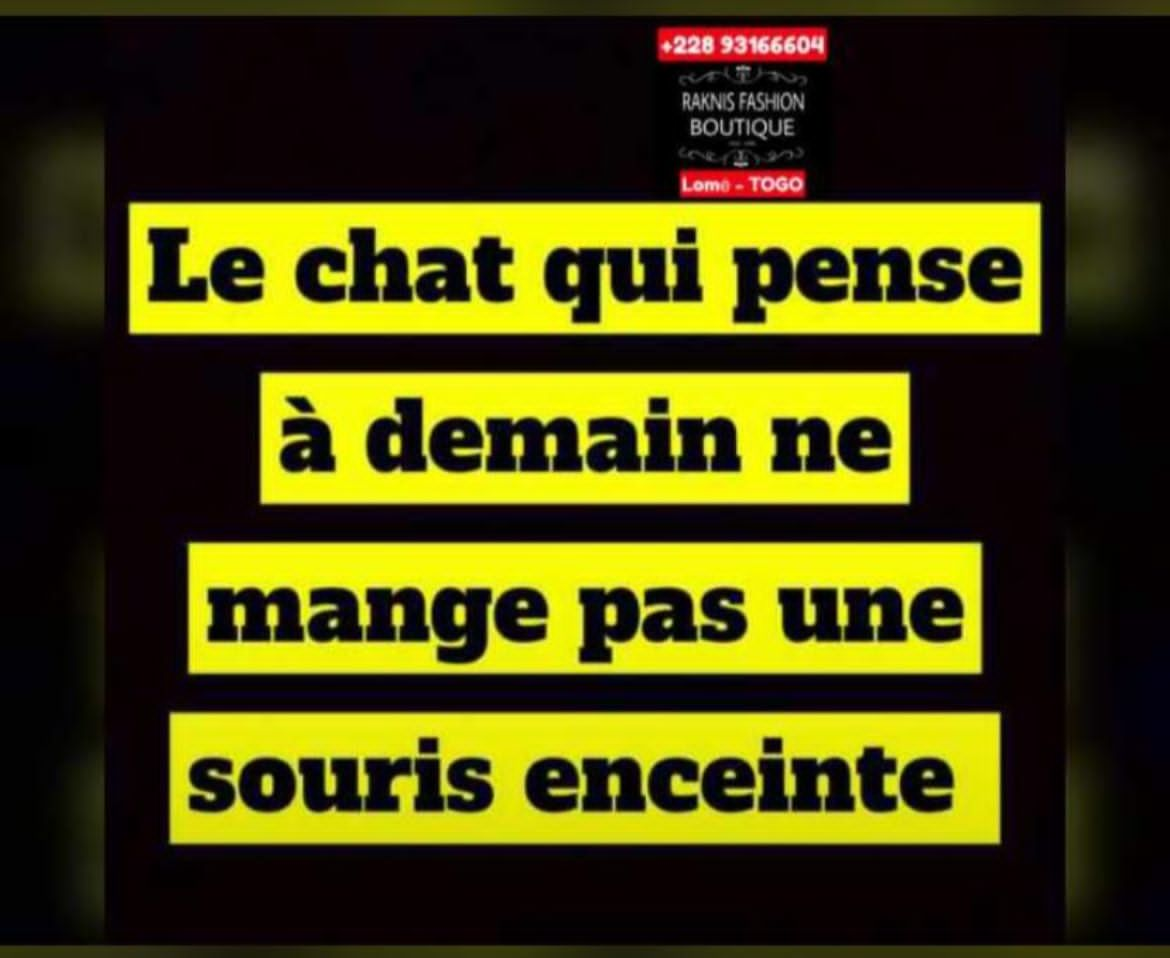 +228 93166604
RAKNIS FASHION
BOUTIQUE
Lomé - TOGO
Le chat qui pense
à demain ne
mange pas une
souris enceinte